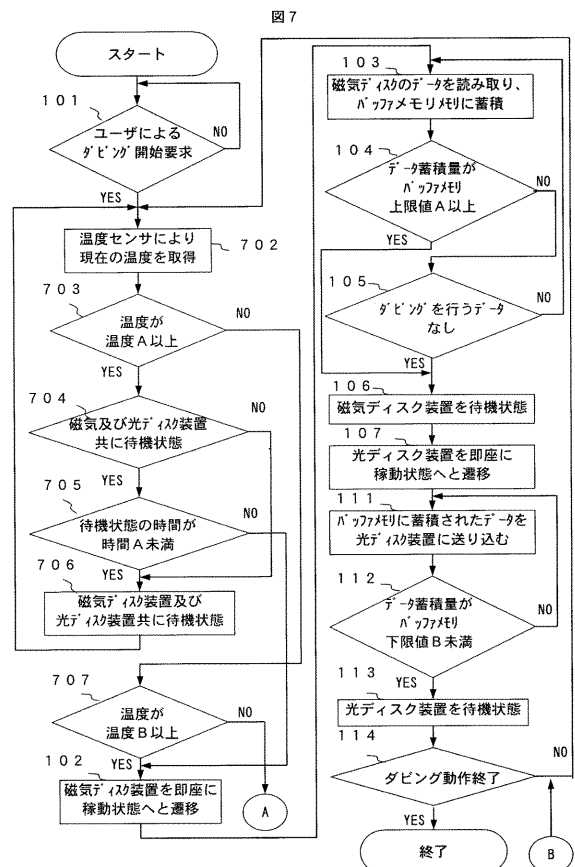 図7
スタート
101
ユーザによる
ﾀﾞﾋﾞﾝｸﾞ開始要求
NO
YES
温度センサにより
現在の温度を取得
702
703
温度が
温度A以上
NO
YES
704
磁気及び光ディスク装置
共に待機状態
NO
YES
705
待機状態の時間が
時間A未満
NO
YES
706
磁気ﾃﾞｨｽｸ装置及び
光ﾃﾞｨｽｸ装置共に待機状態
707
温度が
温度B以上
NO
YES
102
磁気ディスク装置を即座に
稼動状態へと遷移
A
103
磁気ディスクのデータを読み取り、
ﾊﾞｯﾌｧﾒﾓﾘﾒﾓﾘに蓄積
104
データ蓄積量が
ﾊﾞｯﾌｧﾒﾓﾘ
上限値A以上
NO
YES
105
ﾀﾞﾋﾞﾝｸﾞを行うデータ
なし
NO
YES
106
磁気ディスク装置を待機状態
107
光ディスク装置を即座に
稼動状態へと遷移
111
ﾊﾞｯﾌｧﾒﾓﾘに蓄積されたデータを
光ディスク装置に送り込む
112
データ蓄積量が
ﾊﾞｯﾌｧﾒﾓﾘ
下限値B未満
NO
YES
113
光ディスク装置を待機状態
114
ダビング動作終了
NO
YES
終了
B